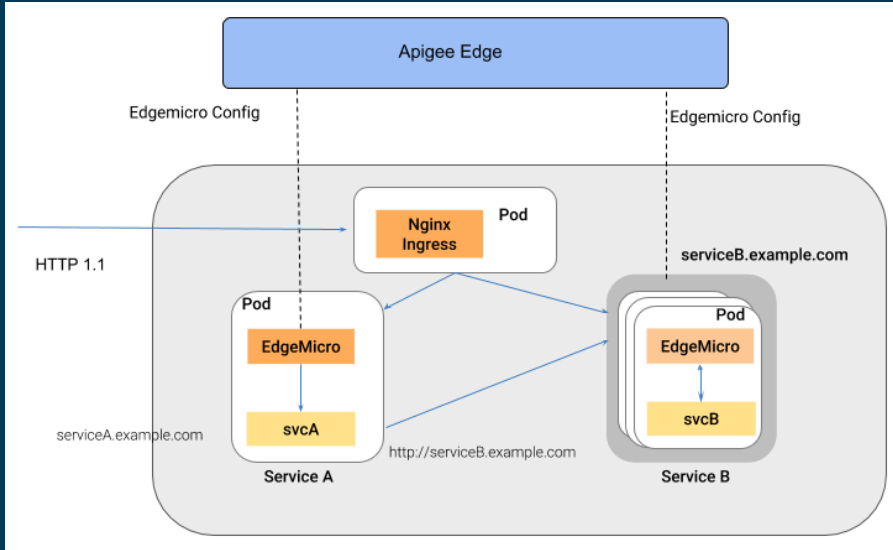 Apigee Edge
Edgemicro Config
Edgemicro Config
Pod
Nginx
Ingress
HTTP 1.1
serviceB.example.com
Pod
Pod
EdgeMicro
EdgeMicro
svcA
svcB
serviceA.example.com
http://serviceB.example.com
Service A
Service B